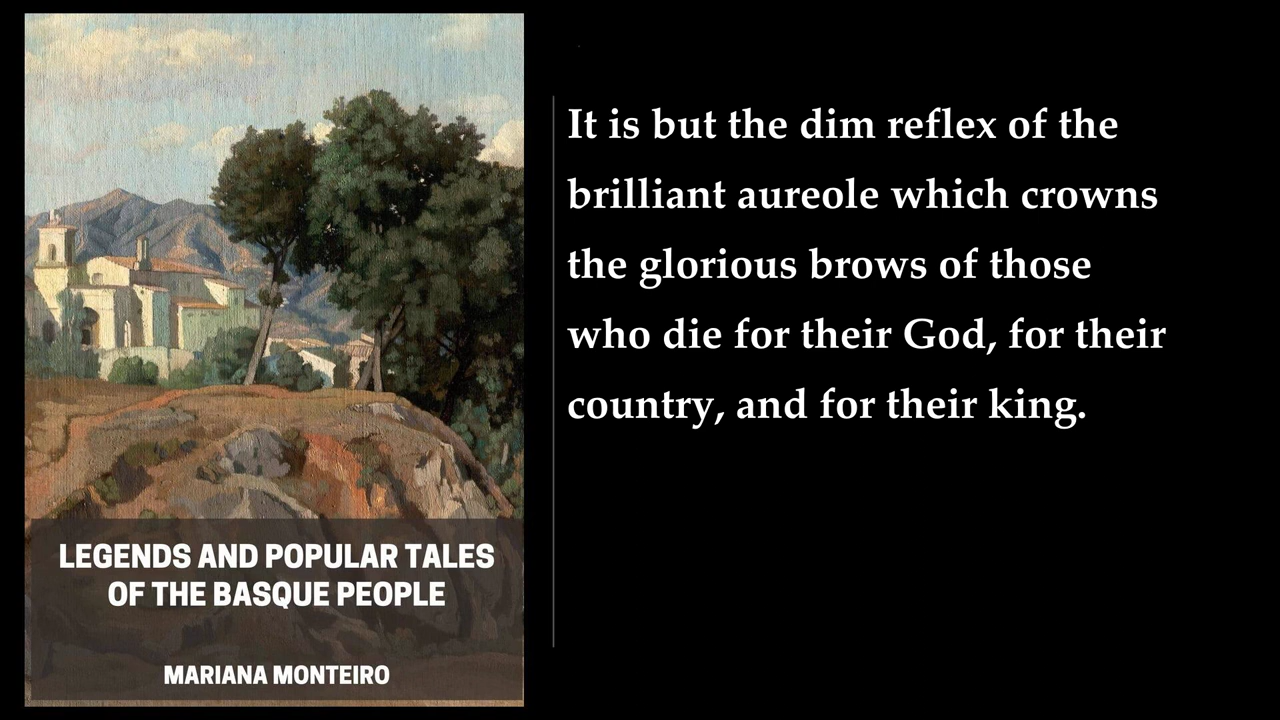 It is but the dim reflex of the
brilliant aureole which crowns
the glorious brows of those
who die for their God, for their
country, and for their king.
LEGENDS AND POPULAR TALES
OF THE BASQUE PEOPLE
MARIANA MONTEIRO